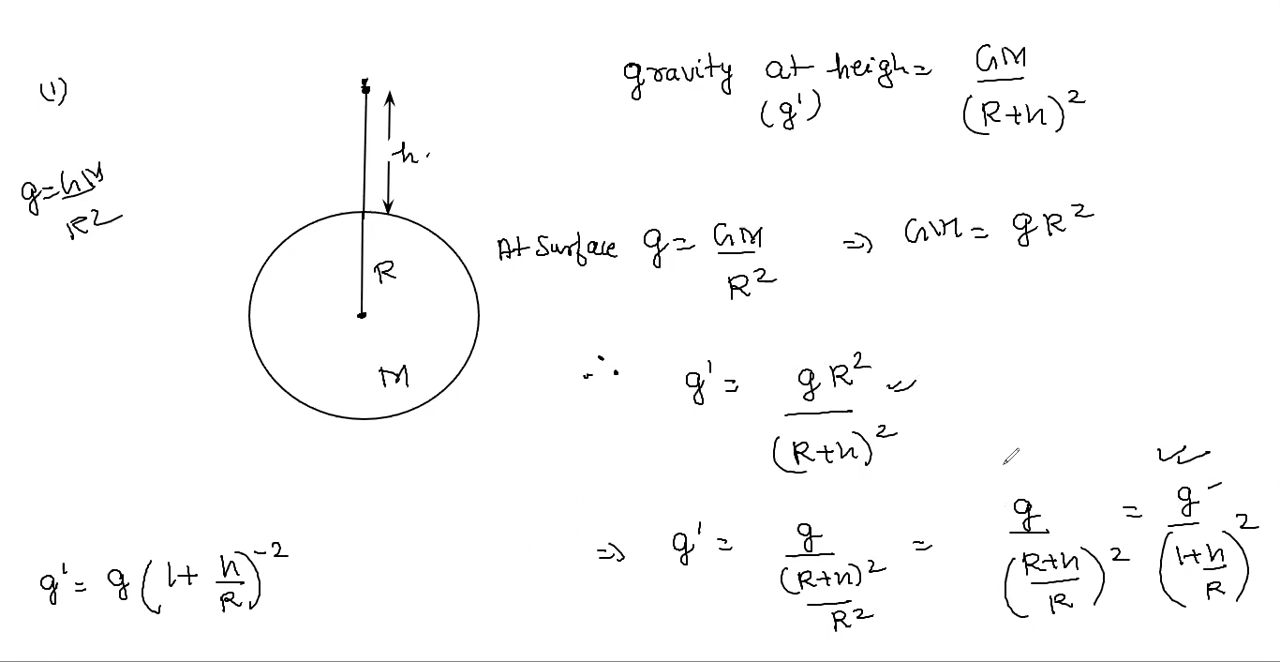 (1)
g = GM/R²
h.
R
M
gravity at heigh = GM/(R+h)²
(g')
At Surface g = GM/R² ⇒ GM = gR²
∴ g' = gR²/(R+h)² ✓
⇒ g' = g/((R+h)²/R²) = g/((R+h)/R)² = g/(1+h/R)²
g' = g(1+h/R)⁻²